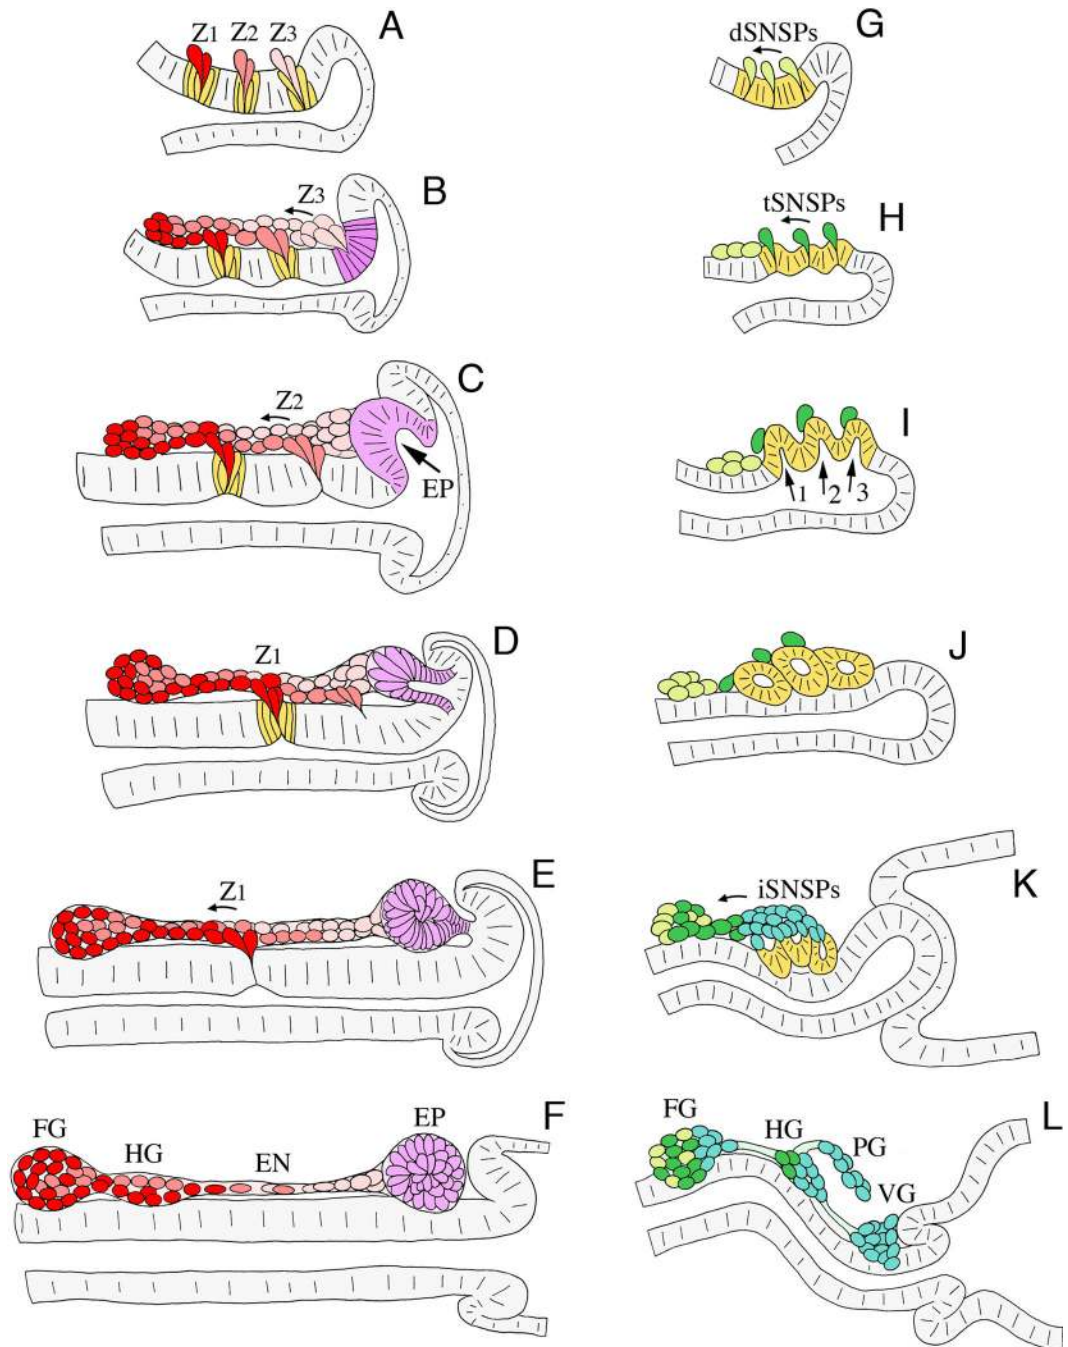 A
Z1 Z2 Z3
B
Z3
C
Z2
EP
D
Z1
E
Z1
F
FG
HG
EN
EP
G
dSNSPs
H
tSNSPs
I
1 2 3
J
K
iSNSPs
L
FG
HG
PG
VG